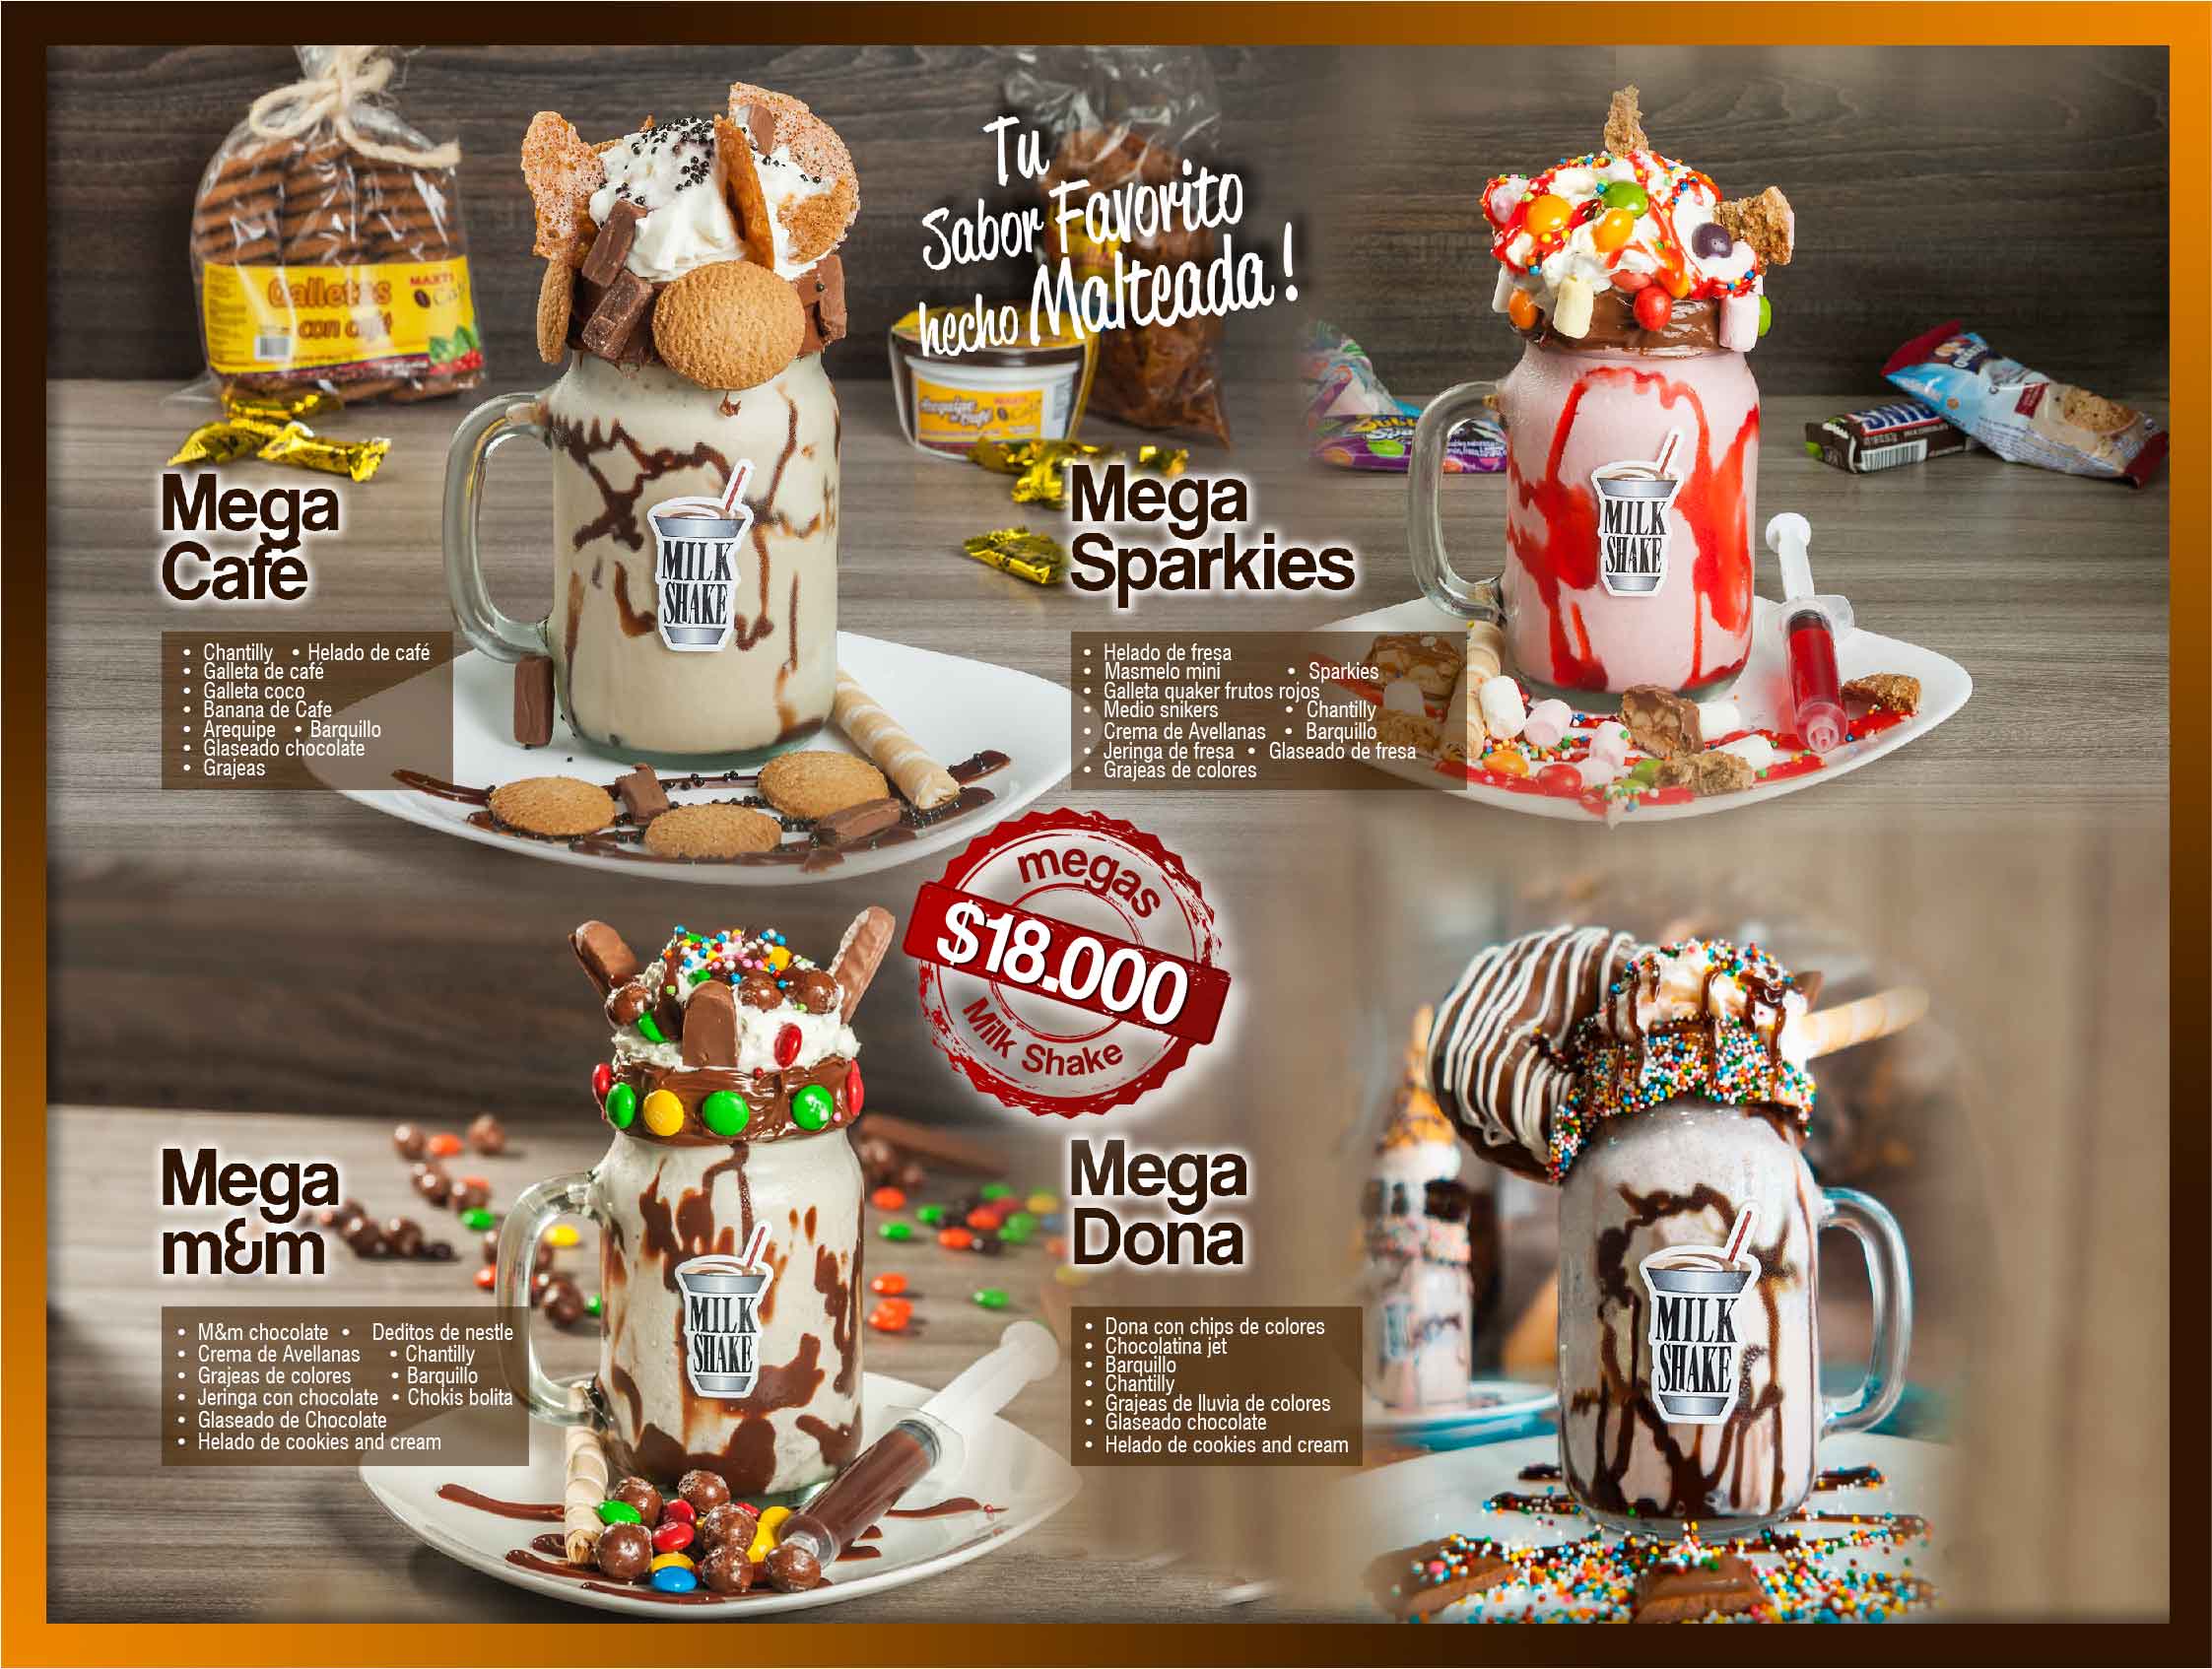 Tu
Sabor Favorito
hecho Malteada!
Galletas
con café
MILK
SHAKE
Mega
Café
• Chantilly • Helado de café
• Galleta de café
• Galleta coco
• Banana de Cafe
• Arequipe • Barquillo
• Glaseado chocolate
• Grajeas
MILK
SHAKE
Mega
Sparkies
• Helado de fresa
• Masmelo mini • Sparkies
• Galleta quaker frutos rojos
• Medio snikers • Chantilly
• Crema de Avellanas • Barquillo
• Jeringa de fresa • Glaseado de fresa
• Grajeas de colores
megas
$18.000
Milk Shake
Mega
m&m
MILK
SHAKE
• M&m chocolate • Deditos de nestle
• Crema de Avellanas • Chantilly
• Grajeas de colores • Barquillo
• Jeringa con chocolate • Chokis bolita
• Glaseado de Chocolate
• Helado de cookies and cream
Mega
Dona
MILK
SHAKE
• Dona con chips de colores
• Chocolatina jet
• Barquillo
• Chantilly
• Grajeas de lluvia de colores
• Glaseado chocolate
• Helado de cookies and cream